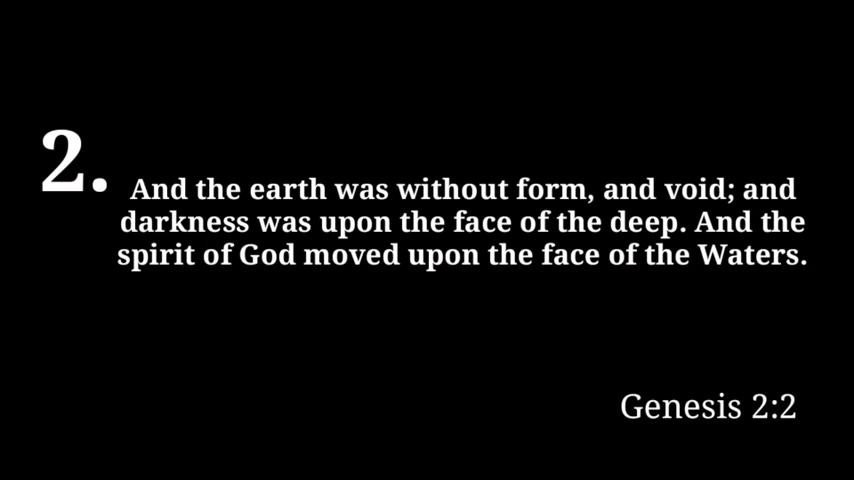 2.
And the earth was without form, and void; and
darkness was upon the face of the deep. And the
spirit of God moved upon the face of the Waters.
Genesis 2:2